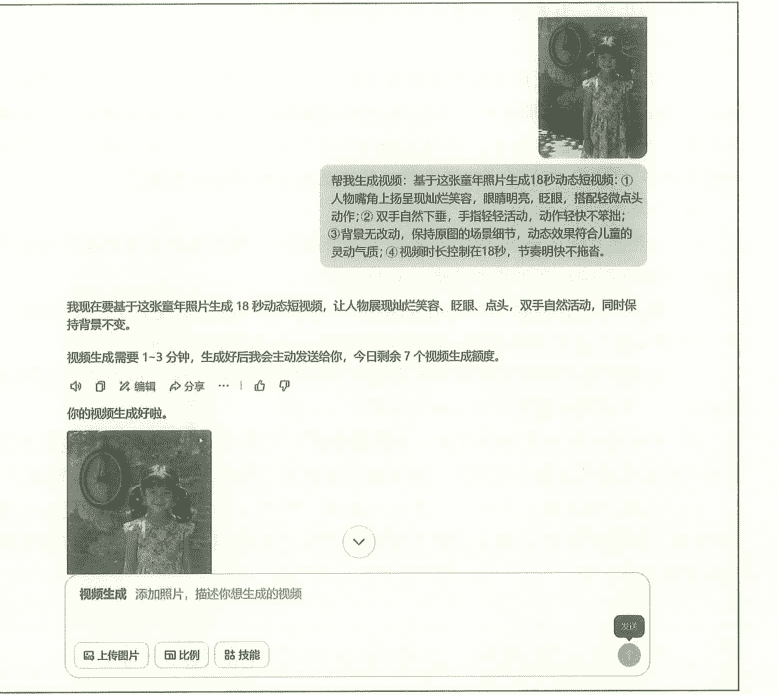 帮我生成视频：基于这张童年照片生成18秒动态短视频：①
人物嘴角上扬呈现灿烂笑容，眼睛明亮，眨眼，搭配轻微点头
动作；② 双手自然下垂，手指轻轻活动，动作轻快不笨拙；
③背景无改动，保持原图的场景细节，动态效果符合儿童的
灵动气质；④视频时长控制在18秒，节奏明快不拖沓。
我现在要基于这张童年照片生成 18 秒动态短视频，让人物展现灿烂笑容、眨眼、点头，双手自然活动，同时保
持背景不变。
视频生成需要 1~3 分钟，生成好后我会主动发送给你，今日剩余 7 个视频生成额度。
编辑 分享
你的视频生成好啦。
视频生成 添加照片，描述你想生成的视频
发送
上传图片 比例 技能